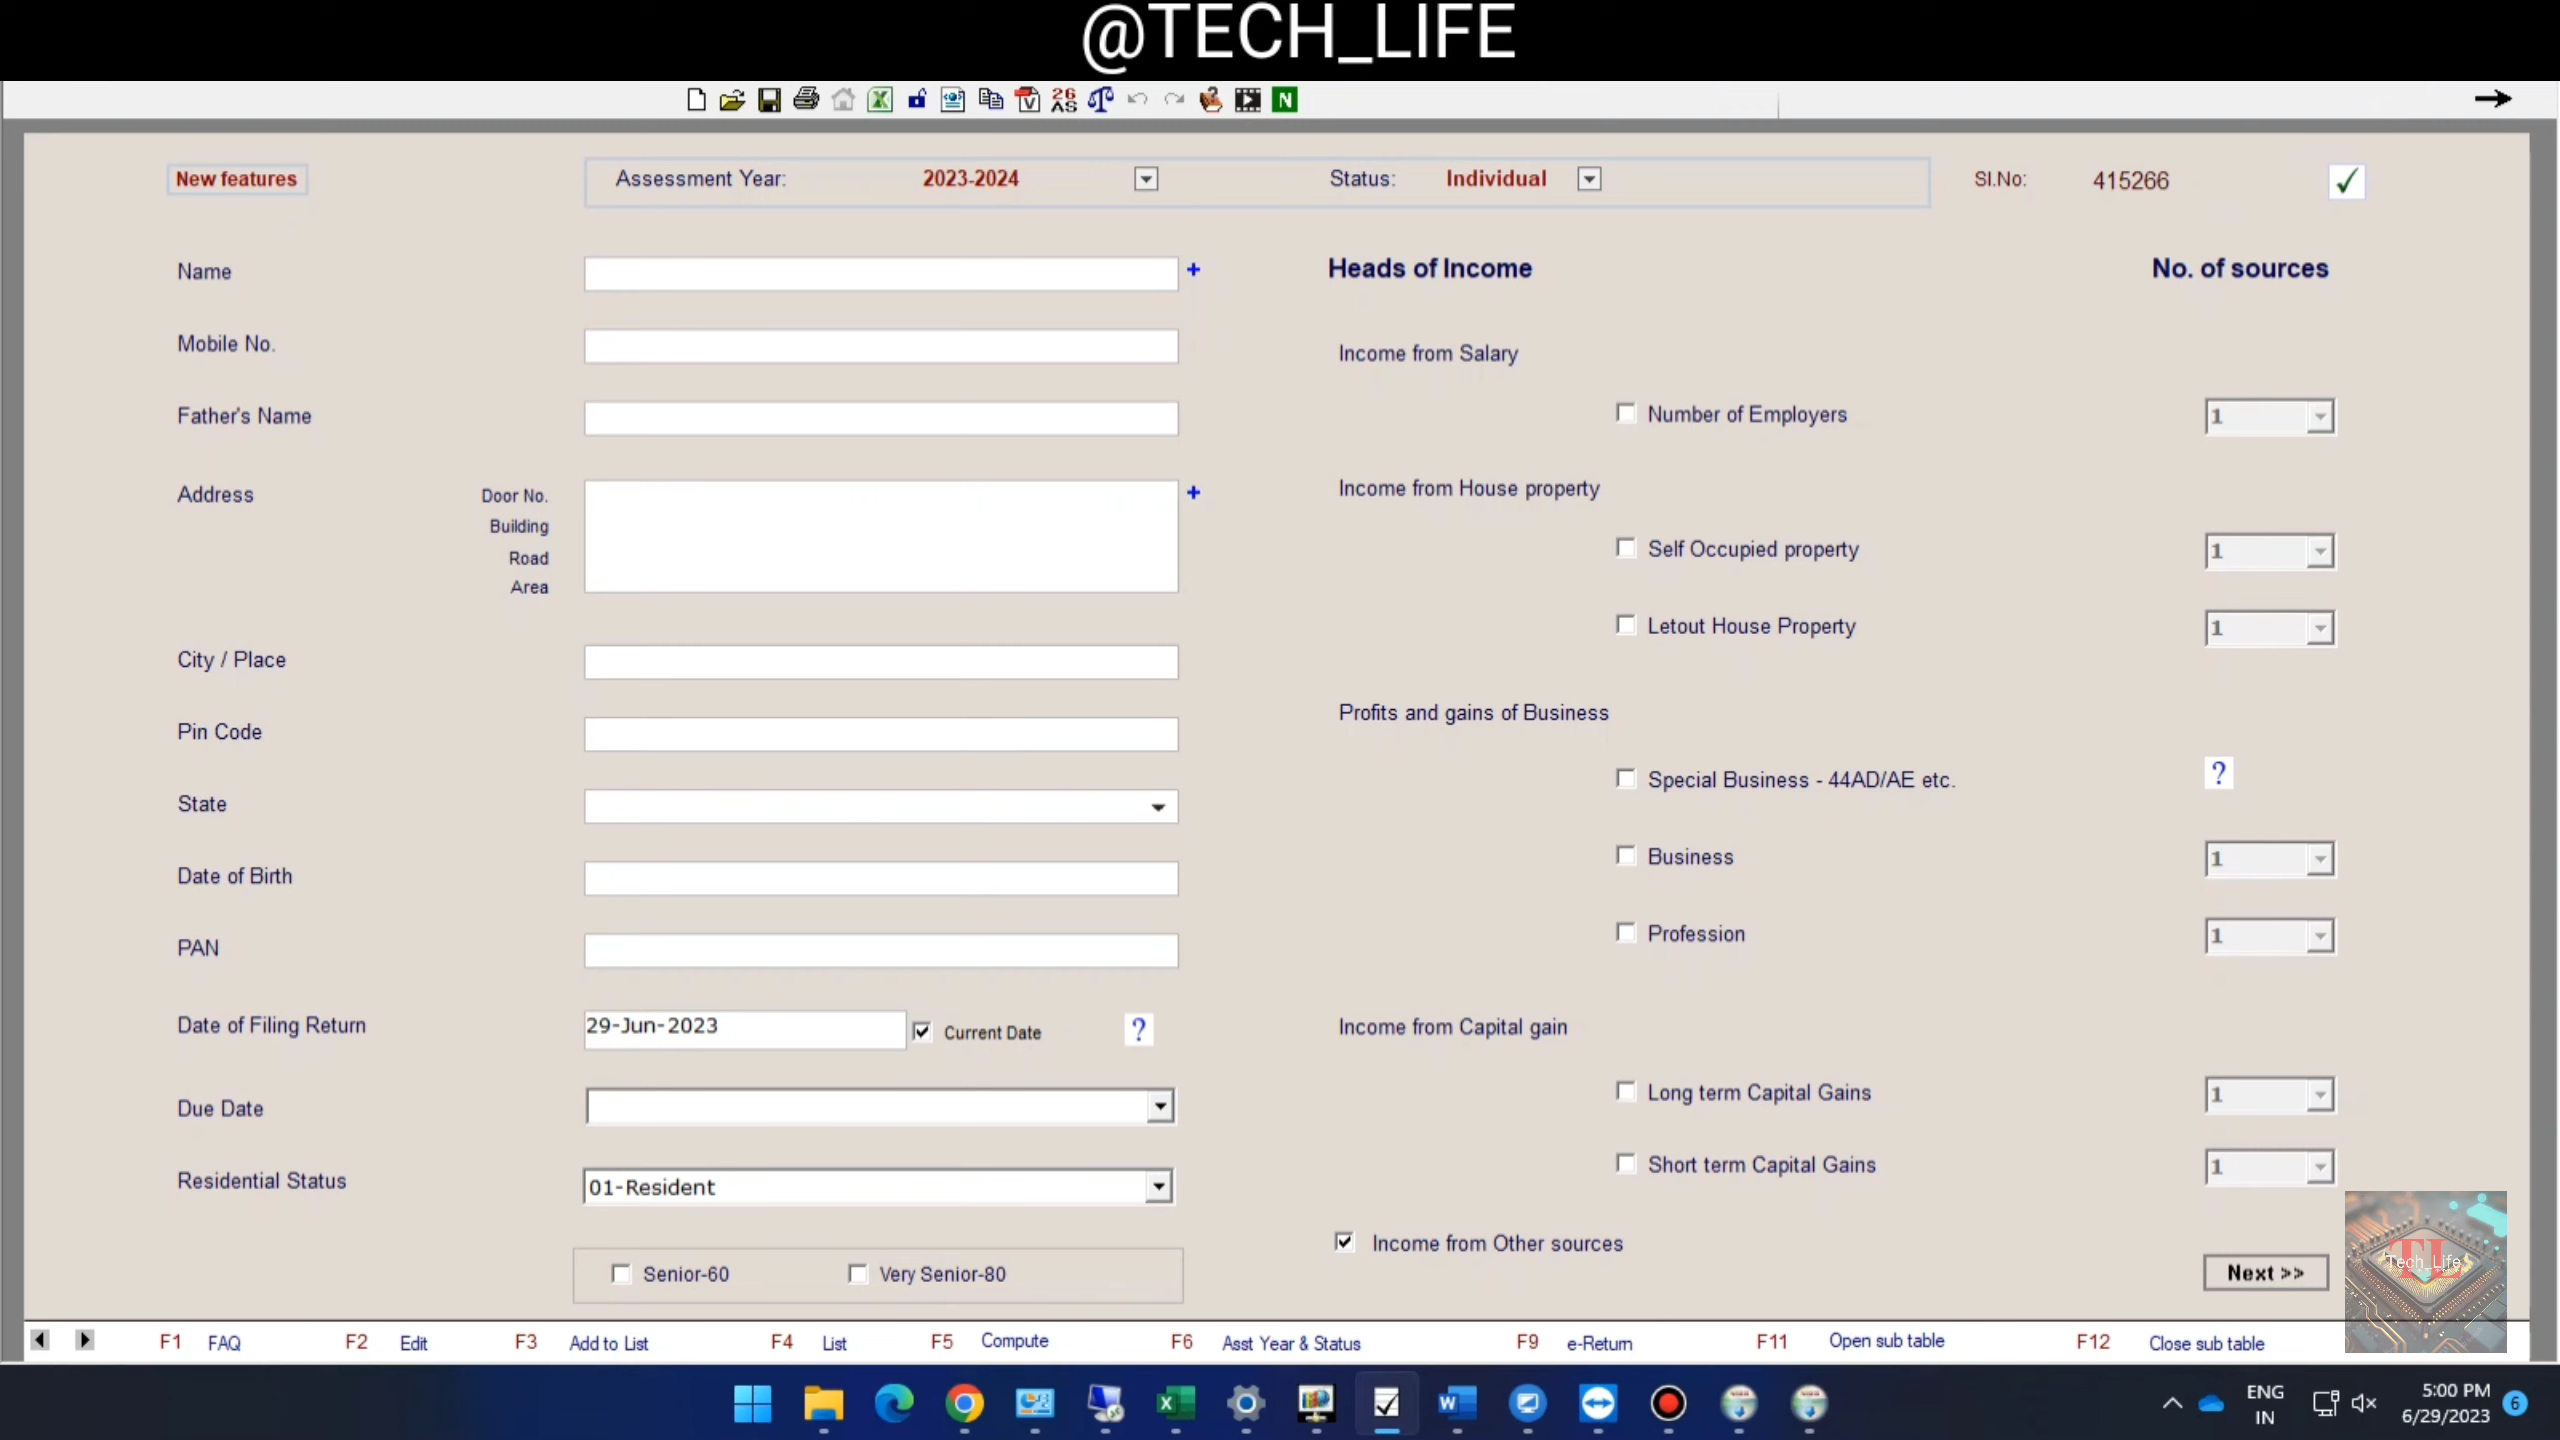 @TECH_LIFE
26
AS
N
New features
Assessment Year: 2023-2024
Status: Individual
Sl.No: 415266
Name
Mobile No.
Father's Name
Address
Door No.
Building
Road
Area
City / Place
Pin Code
State
Date of Birth
PAN
Date of Filing Return 29-Jun-2023 Current Date ?
Due Date
Residential Status 01-Resident
Senior-60 Very Senior-80
Heads of Income No. of sources
Income from Salary
Number of Employers 1
Income from House property
Self Occupied property 1
Letout House Property 1
Profits and gains of Business
Special Business - 44AD/AE etc. ?
Business 1
Profession 1
Income from Capital gain
Long term Capital Gains 1
Short term Capital Gains 1
Income from Other sources
Next >>
TL
Tech_Life
F1 FAQ F2 Edit F3 Add to List F4 List F5 Compute F6 Asst Year & Status F9 e-Return F11 Open sub table F12 Close sub table
ENG
IN
5:00 PM
6/29/2023
6